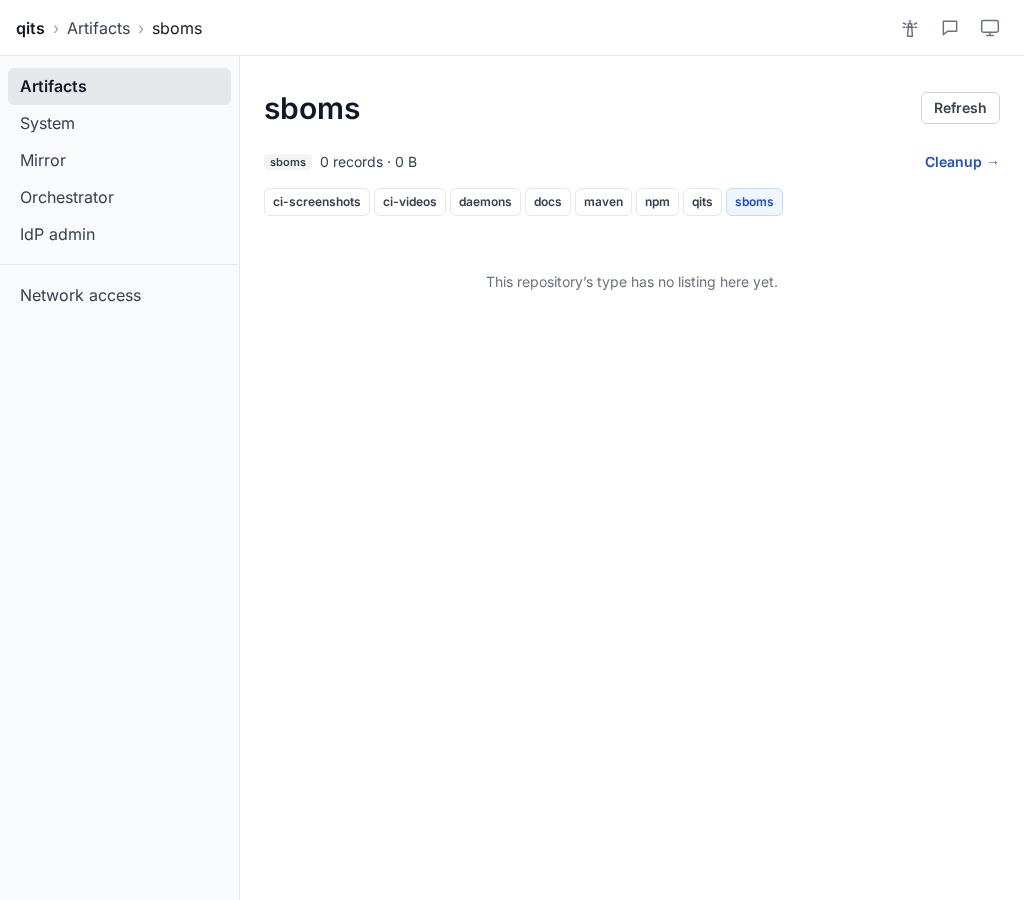 qits › Artifacts › sboms
Artifacts
System
Mirror
Orchestrator
IdP admin
Network access
sboms
Refresh
sboms 0 records · 0 B
Cleanup →
ci-screenshots ci-videos daemons docs maven npm qits sboms
This repository’s type has no listing here yet.